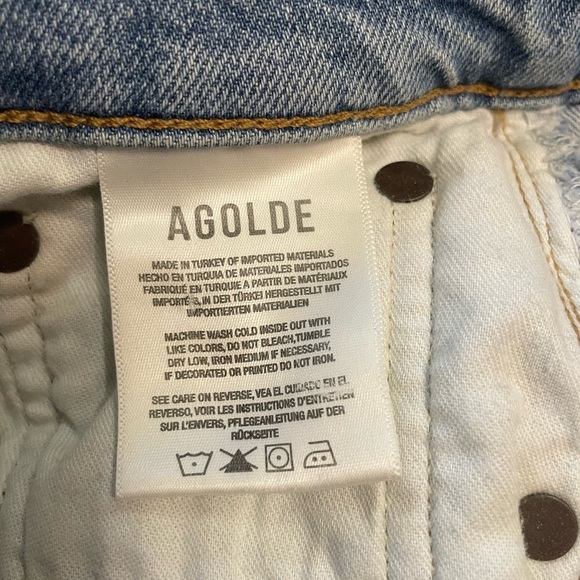 AGOLDE
MADE IN TURKEY OF IMPORTED MATERIALS
HECHO EN TURQUIA DE MATERIALES IMPORTADOS
FABRIQUÉ EN TURQUIE A PARTIR DE MATÉRIAUX
IMPORTÉS, IN DER TÜRKEI HERGESTELLT MIT
IMPORTIERTEN MATERIALIEN
MACHINE WASH COLD INSIDE OUT WITH
LIKE COLORS, DO NOT BLEACH,TUMBLE
DRY LOW, IRON MEDIUM IF NECESSARY,
IF DECORATED OR PRINTED DO NOT IRON.
SEE CARE ON REVERSE, VEA EL CUIDADO EN EL
REVERSO, VOIR LES INSTRUCTIONS D'ENTRETIEN
SUR L'ENVERS, PFLEGEANLEITUNG AUF DER
RÜCKSEITE